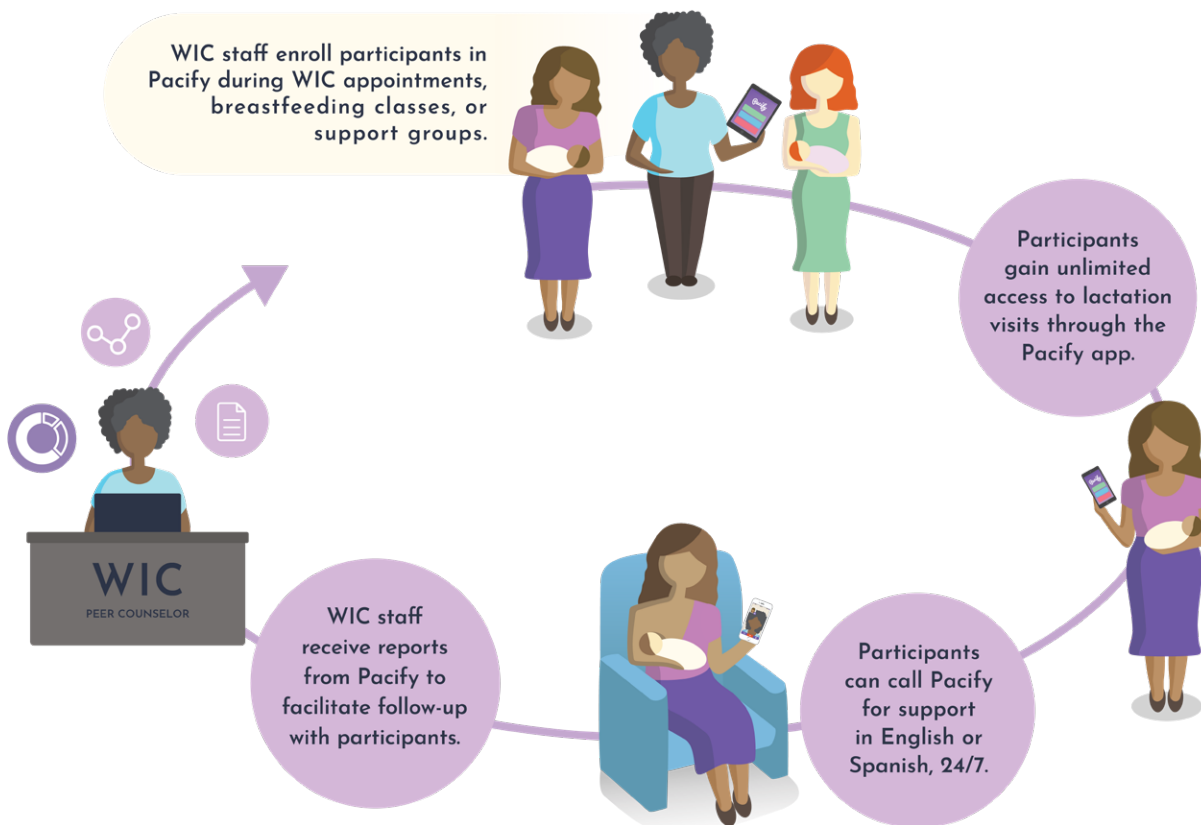 WIC staff enroll participants in
Pacify during WIC appointments,
breastfeeding classes, or
support groups.
Pacify
Participants
gain unlimited
access to lactation
visits through the
Pacify app.
Pacify
Participants
can call Pacify
for support
in English or
Spanish, 24/7.
WIC staff
receive reports
from Pacify to
facilitate follow-up
with participants.
WIC
PEER COUNSELOR